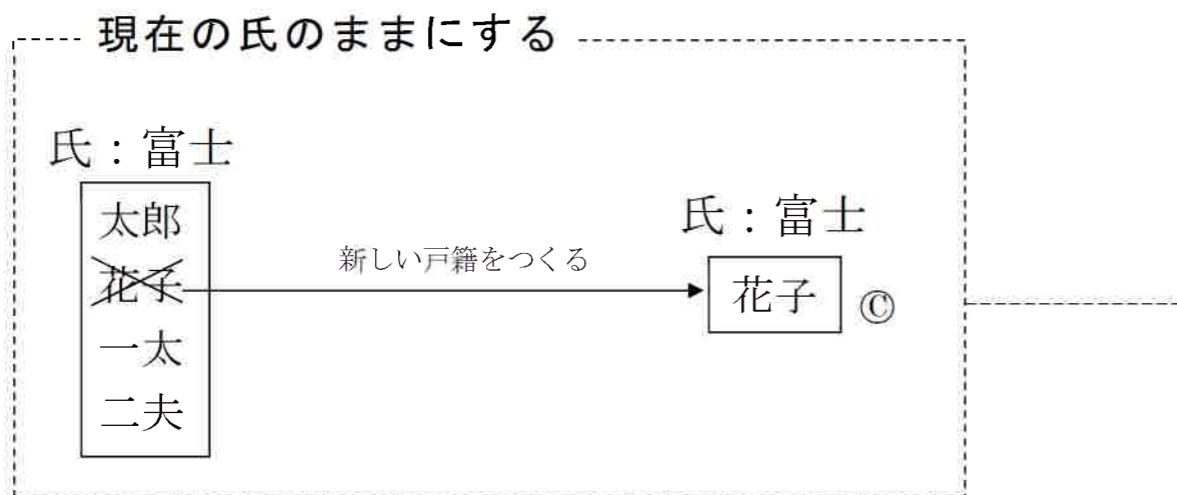 現在の氏のままにする
氏：富士
太郎
花子
一太
二夫
新しい戸籍をつくる
氏：富士
花子 ©